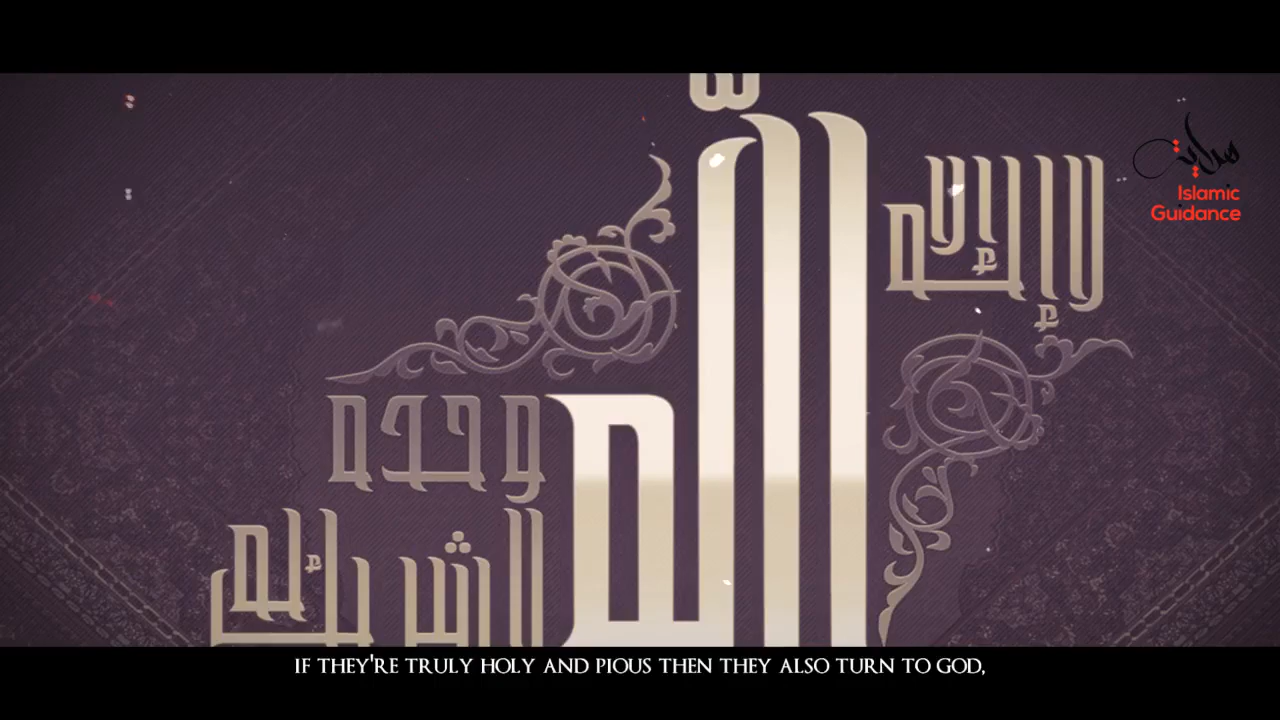 لا إله إلا
الله
وحده
لا شريك له
هداية
Islamic
Guidance
IF THEY'RE TRULY HOLY AND PIOUS THEN THEY ALSO TURN TO GOD,